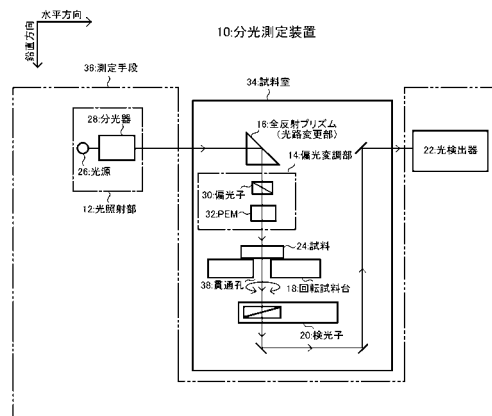 水平方向
鉛直方向
10:分光測定装置
36:測定手段
34:試料室
28:分光器
16:全反射プリズム
(光路変更部)
14:偏光変調部
22:光検出器
26:光源
30:偏光子
12:光照射部
32:PEM
24:試料
38:貫通孔
18:回転試料台
20:検光子